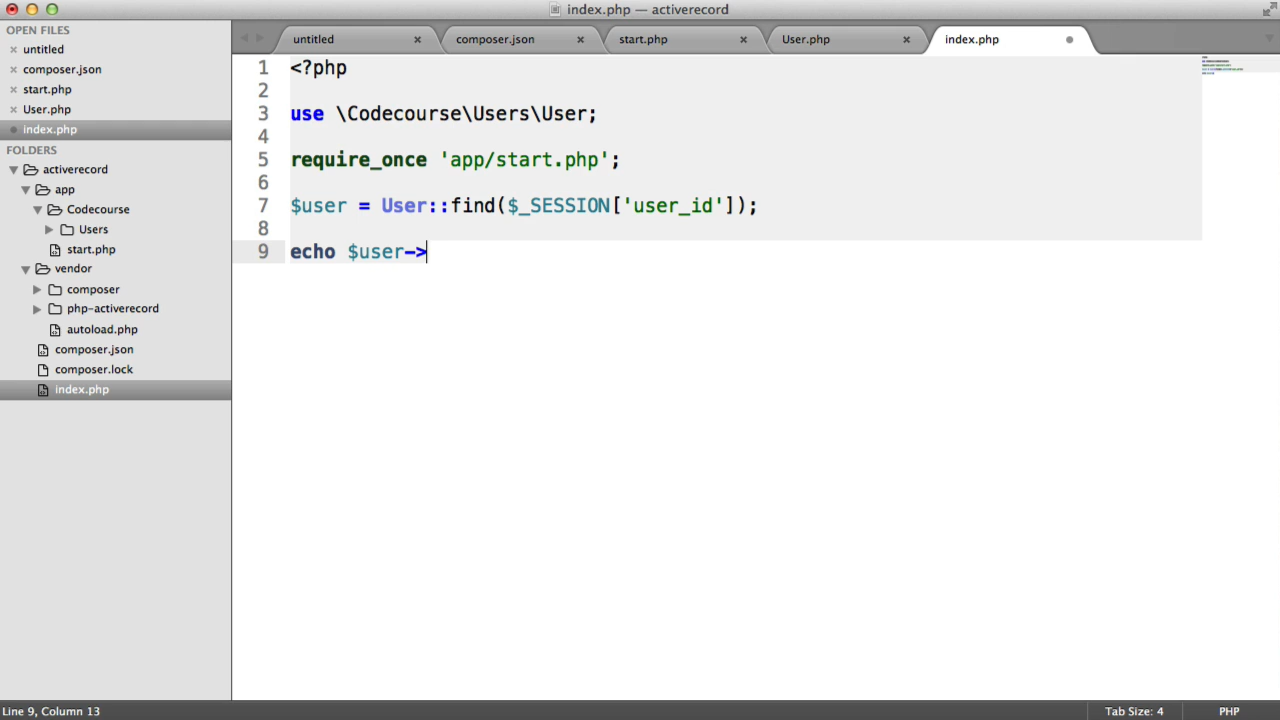 index.php — activerecord
OPEN FILES
untitled
composer.json
start.php
User.php
index.php
FOLDERS
activerecord
app
Codecourse
Users
start.php
vendor
composer
php-activerecord
autoload.php
composer.json
composer.lock
index.php
untitled composer.json start.php User.php index.php
1 <?php
2
3 use \Codecourse\Users\User;
4
5 require_once 'app/start.php';
6
7 $user = User::find($_SESSION['user_id']);
8
9 echo $user->
Line 9, Column 13 Tab Size: 4 PHP